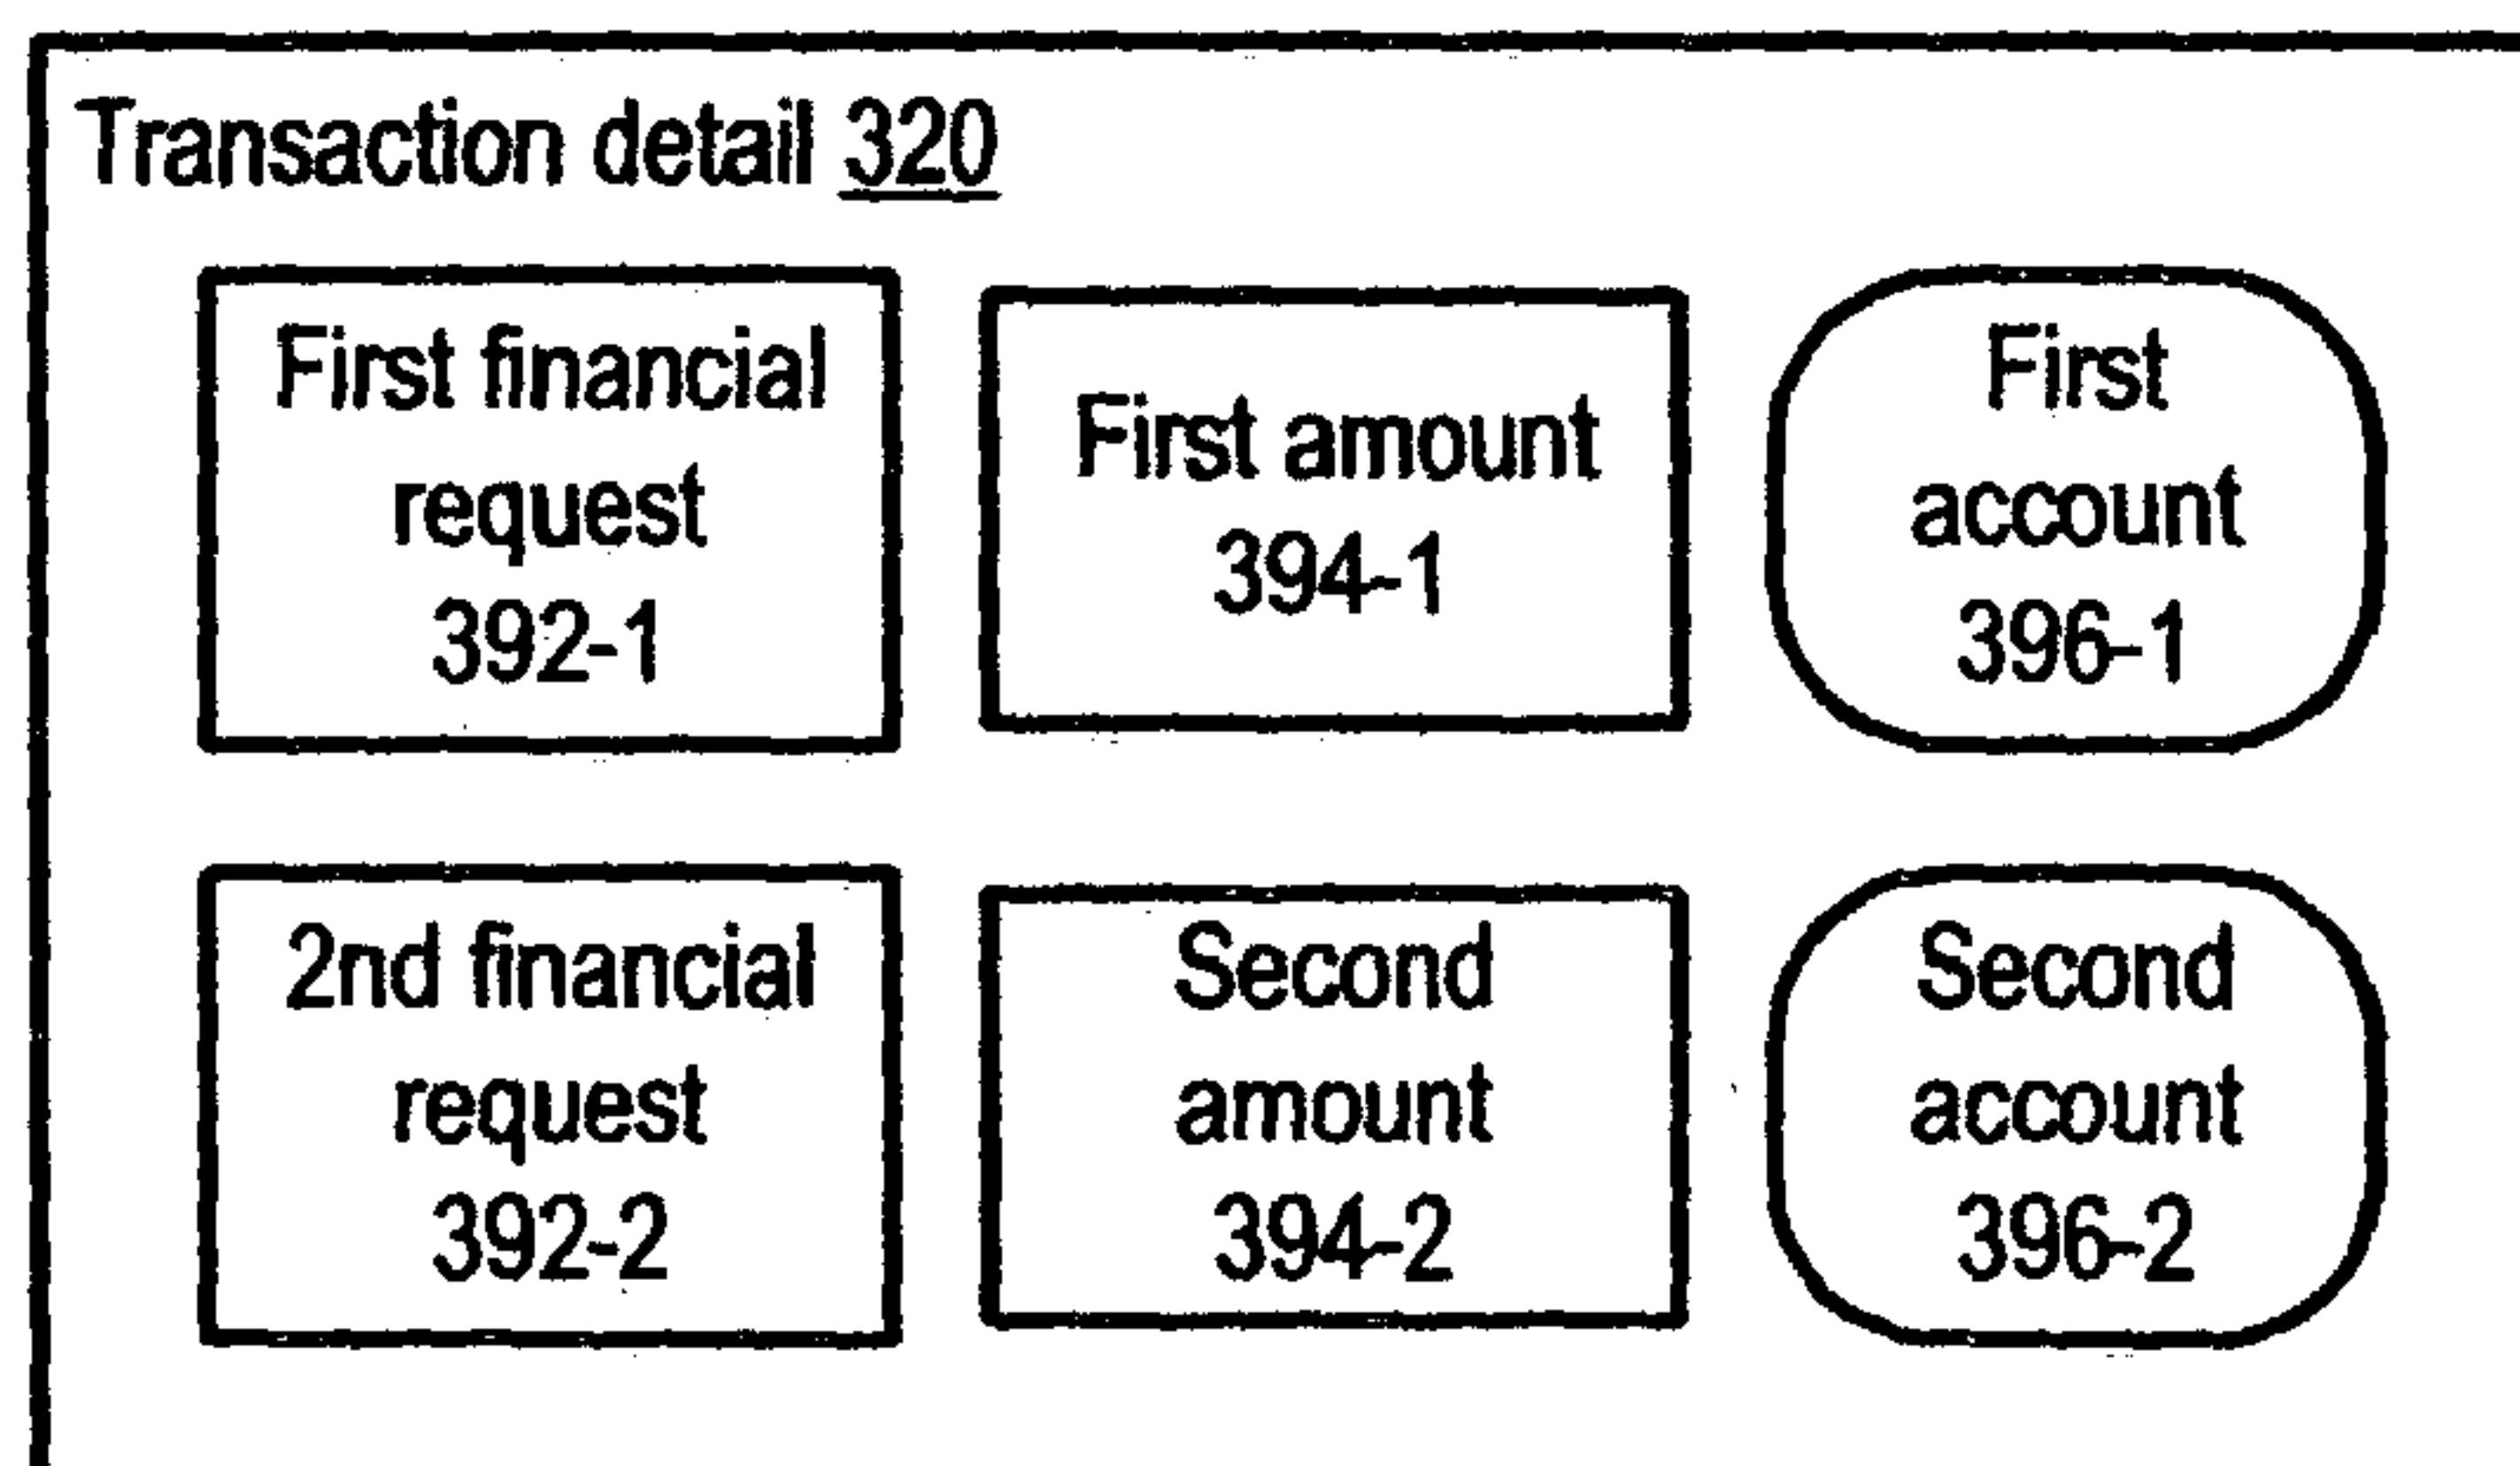 Transaction detail 320
First financial
request
392-1
First amount
394-1
First
account
396-1
2nd financial
request
392-2
Second
amount
394-2
Second
account
396-2